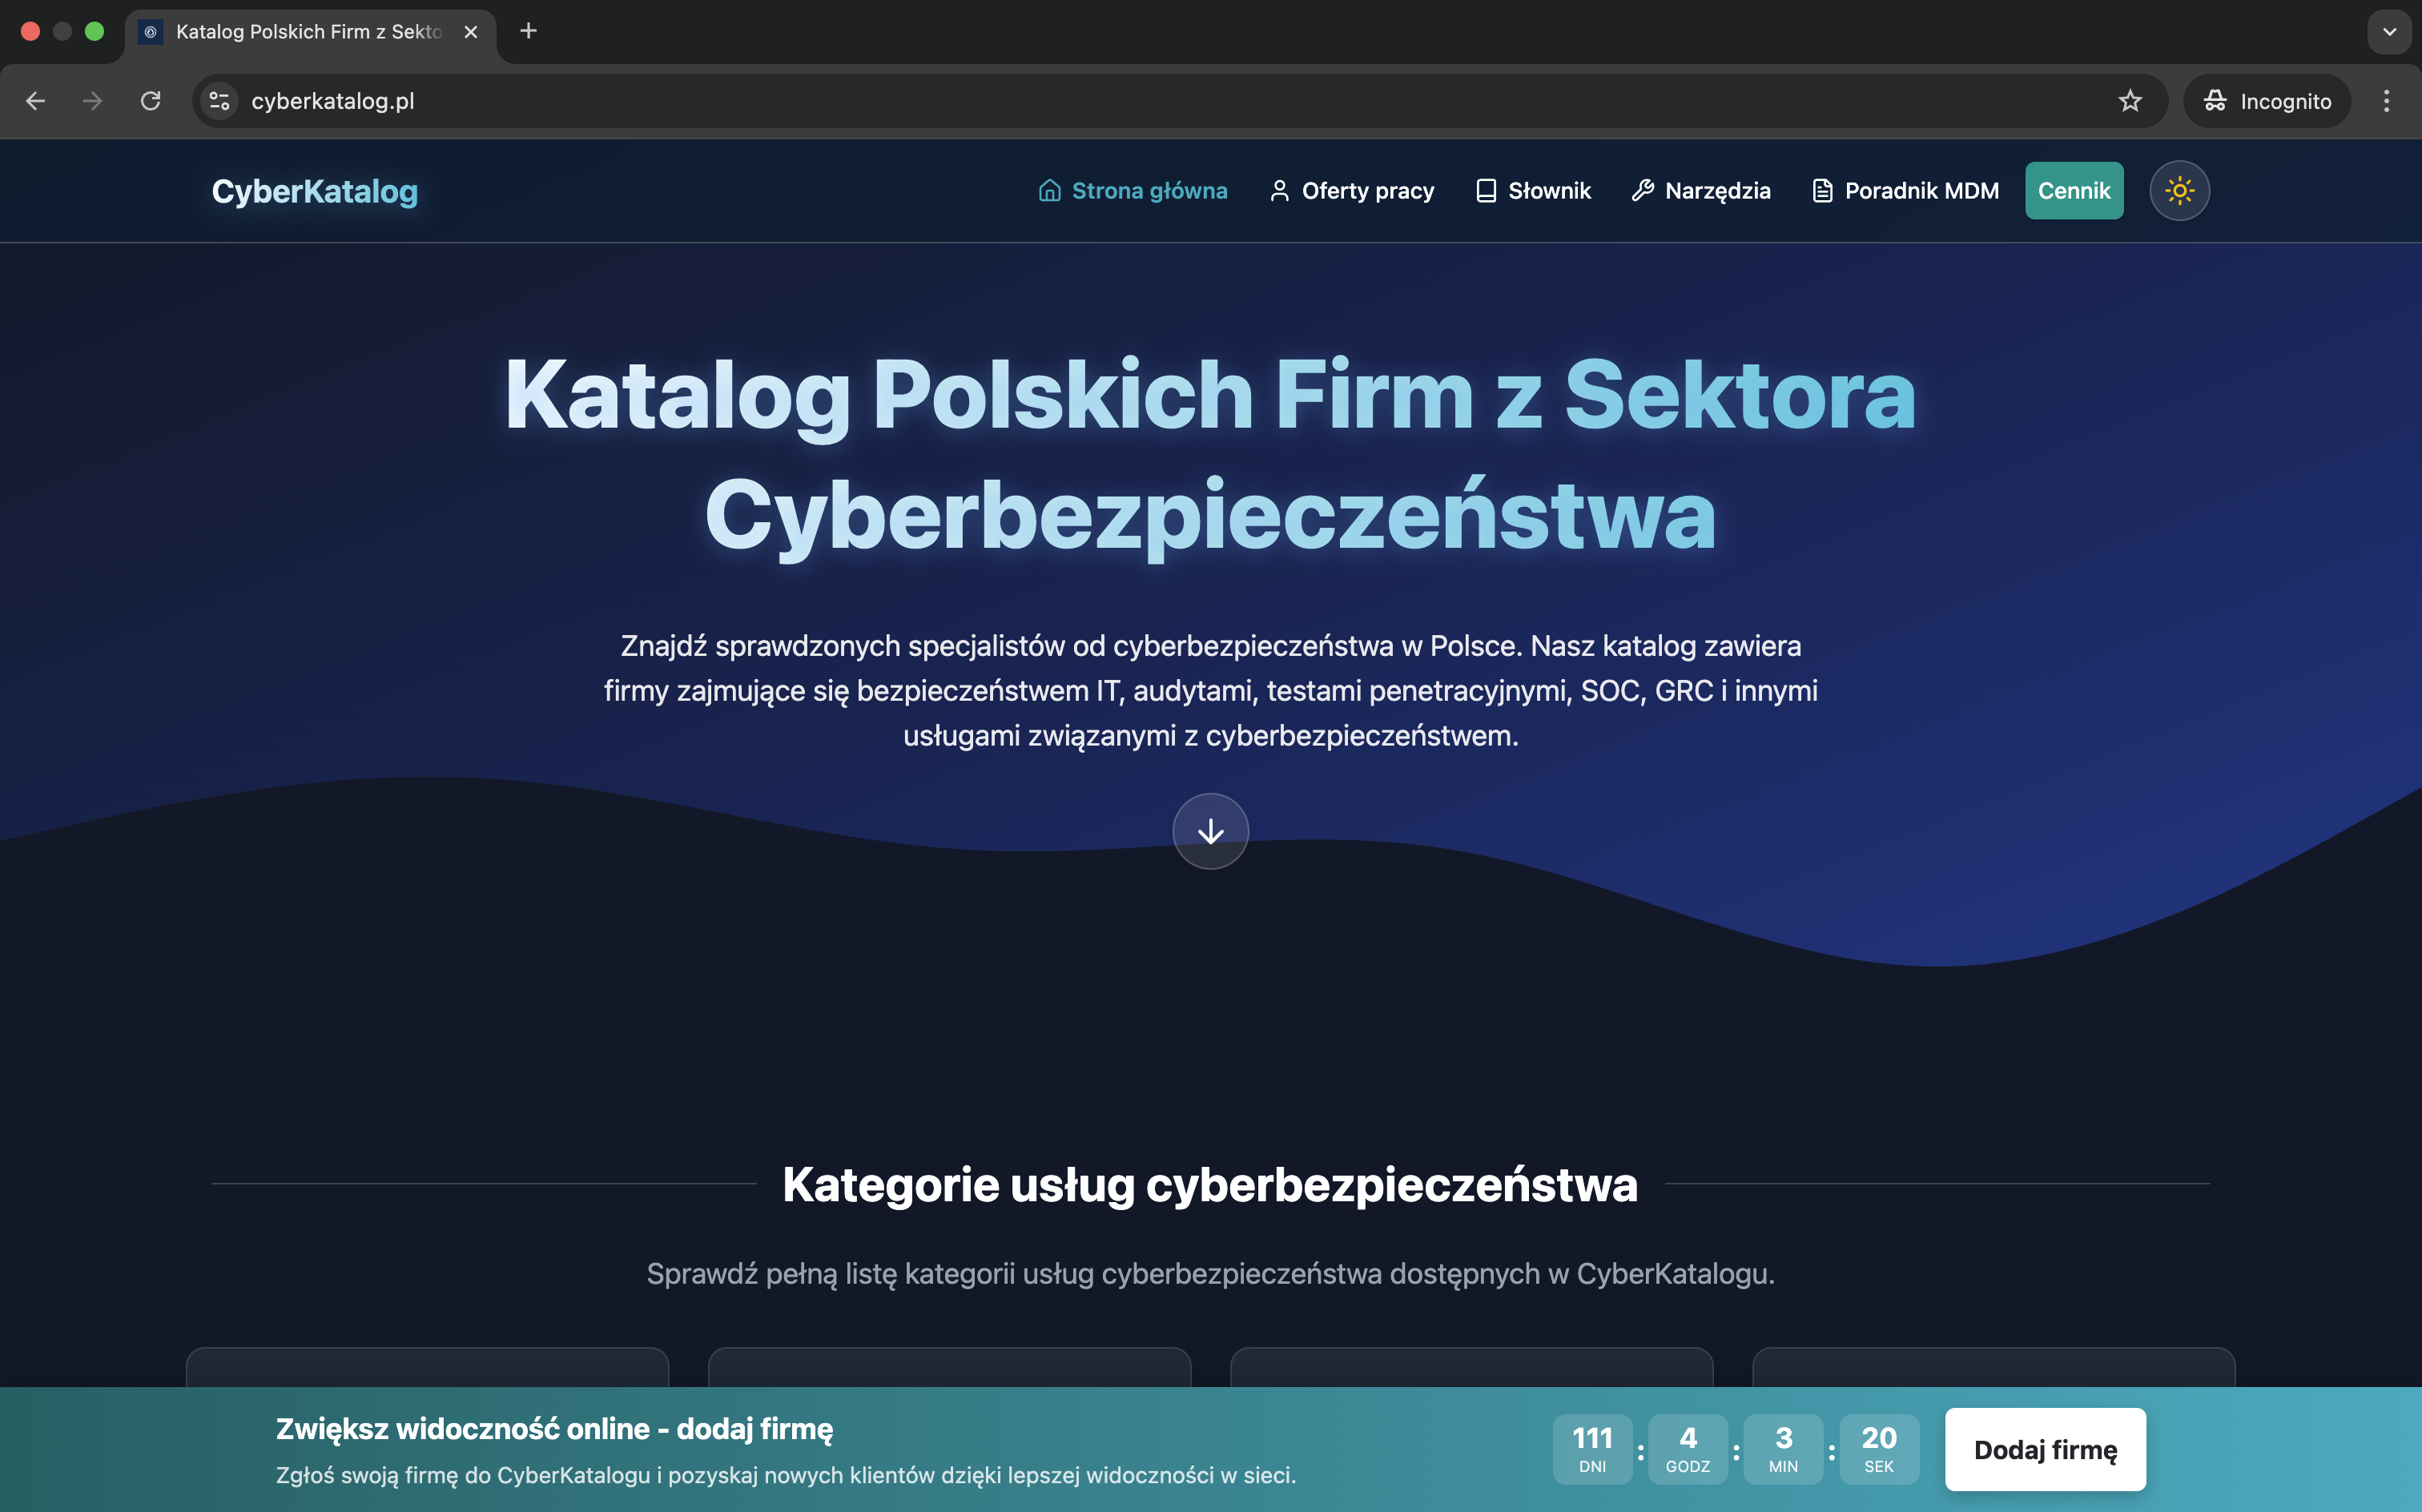 Katalog Polskich Firm z Sekto
cyberkatalog.pl
Incognito
CyberKatalog
Strona główna
Oferty pracy
Słownik
Narzędzia
Poradnik MDM
Cennik
Katalog Polskich Firm z Sektora
Cyberbezpieczeństwa
Znajdź sprawdzonych specjalistów od cyberbezpieczeństwa w Polsce. Nasz katalog zawiera
firmy zajmujące się bezpieczeństwem IT, audytami, testami penetracyjnymi, SOC, GRC i innymi
usługami związanymi z cyberbezpieczeństwem.
Kategorie usług cyberbezpieczeństwa
Sprawdź pełną listę kategorii usług cyberbezpieczeństwa dostępnych w CyberKatalogu.
Zwiększ widoczność online - dodaj firmę
Zgłoś swoją firmę do CyberKatalogu i pozyskaj nowych klientów dzięki lepszej widoczności w sieci.
111 : 4 : 3 : 20
DNI GODZ MIN SEK
Dodaj firmę